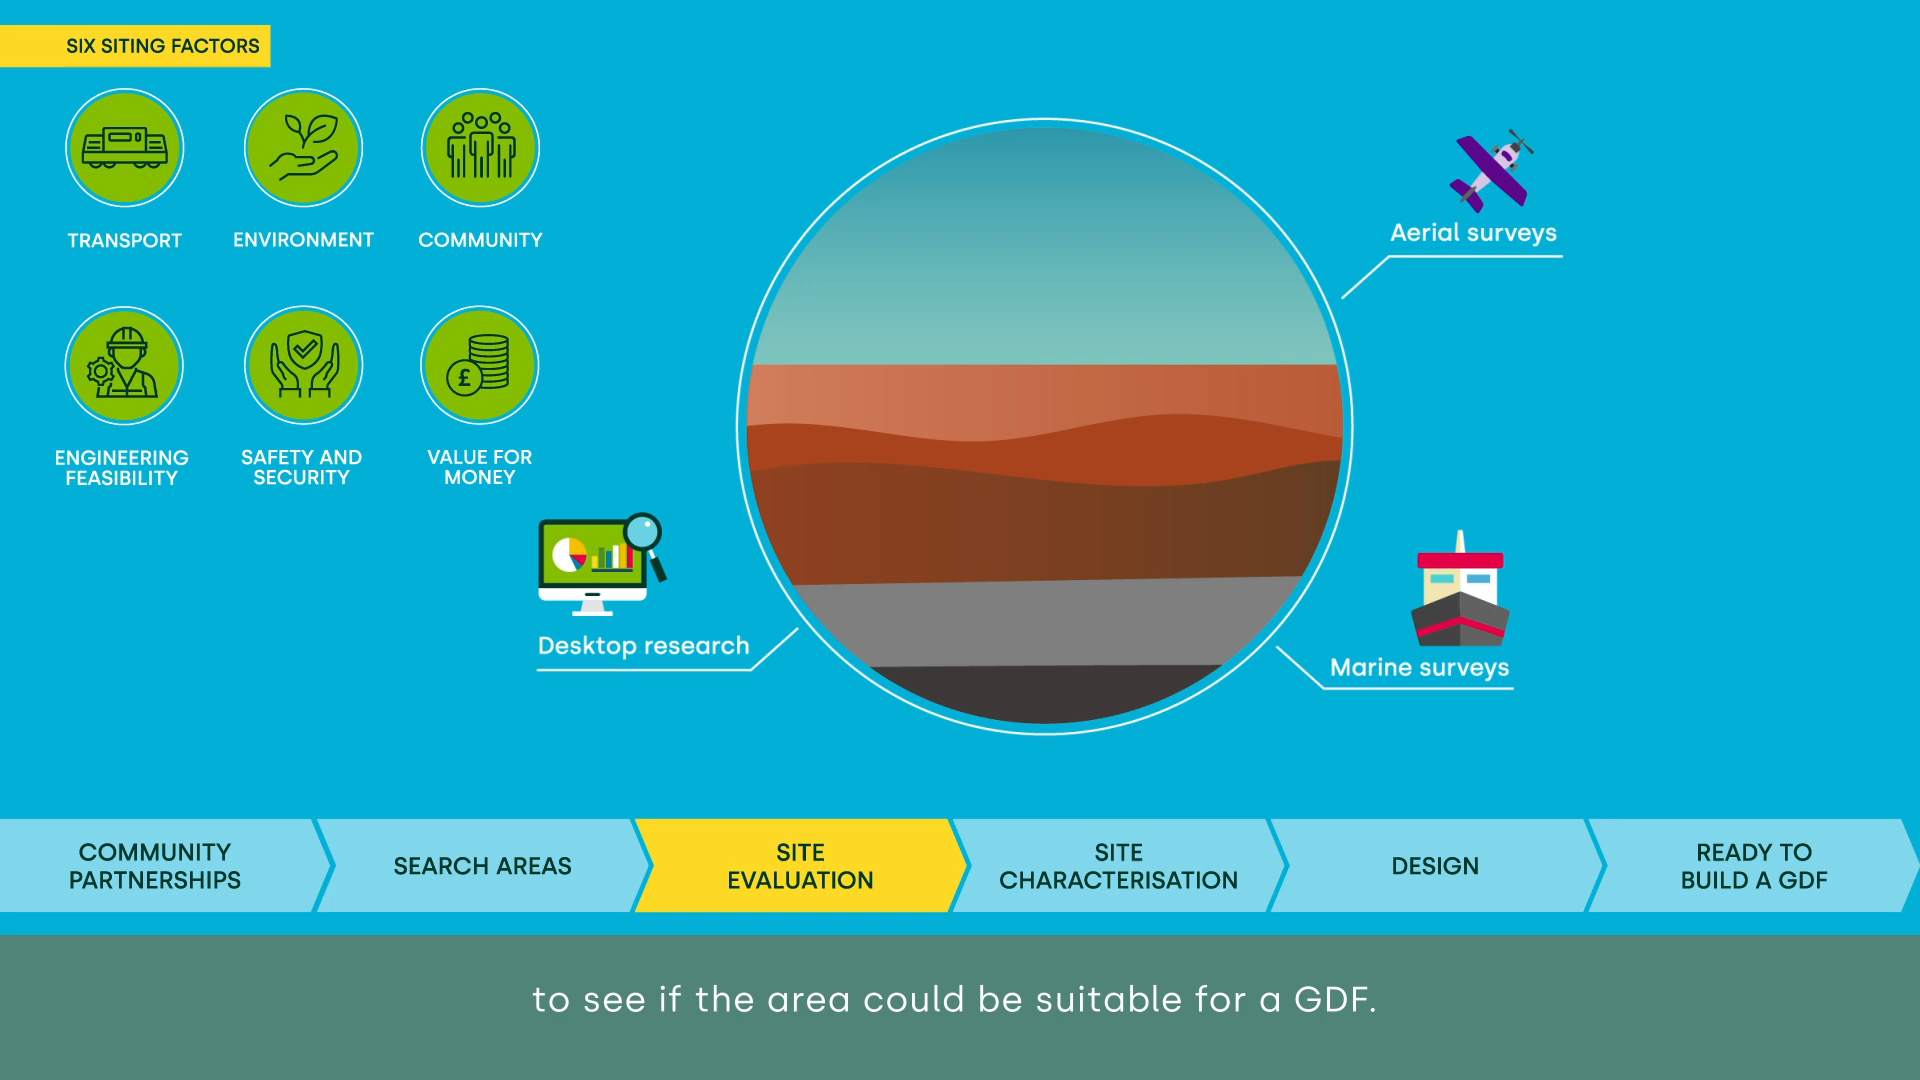 SIX SITING FACTORS
TRANSPORT
ENVIRONMENT
COMMUNITY
ENGINEERING
FEASIBILITY
SAFETY AND
SECURITY
£
VALUE FOR
MONEY
Aerial surveys
Desktop research
Marine surveys
COMMUNITY
PARTNERSHIPS
SEARCH AREAS
SITE
EVALUATION
SITE
CHARACTERISATION
DESIGN
READY TO
BUILD A GDF
to see if the area could be suitable for a GDF.